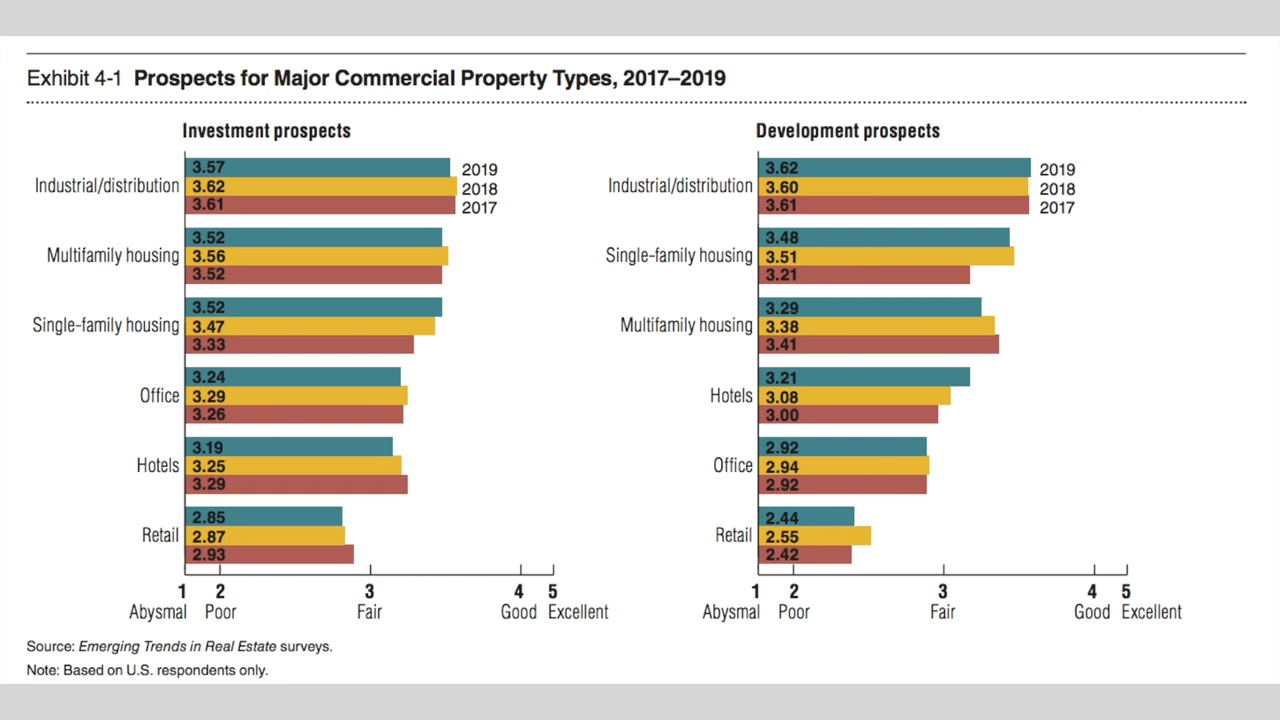 Exhibit 4-1 Prospects for Major Commercial Property Types, 2017–2019
Investment prospects
Industrial/distribution
3.57
3.62
3.61
2019
2018
2017
Multifamily housing
3.52
3.56
3.52
Single-family housing
3.52
3.47
3.33
Office
3.24
3.29
3.26
Hotels
3.19
3.25
3.29
Retail
2.85
2.87
2.93
1 2 3 4 5
Abysmal Poor Fair Good Excellent
Development prospects
Industrial/distribution
3.62
3.60
3.61
2019
2018
2017
Single-family housing
3.48
3.51
3.21
Multifamily housing
3.29
3.38
3.41
Hotels
3.21
3.08
3.00
Office
2.92
2.94
2.92
Retail
2.44
2.55
2.42
1 2 3 4 5
Abysmal Poor Fair Good Excellent
Source: Emerging Trends in Real Estate surveys.
Note: Based on U.S. respondents only.